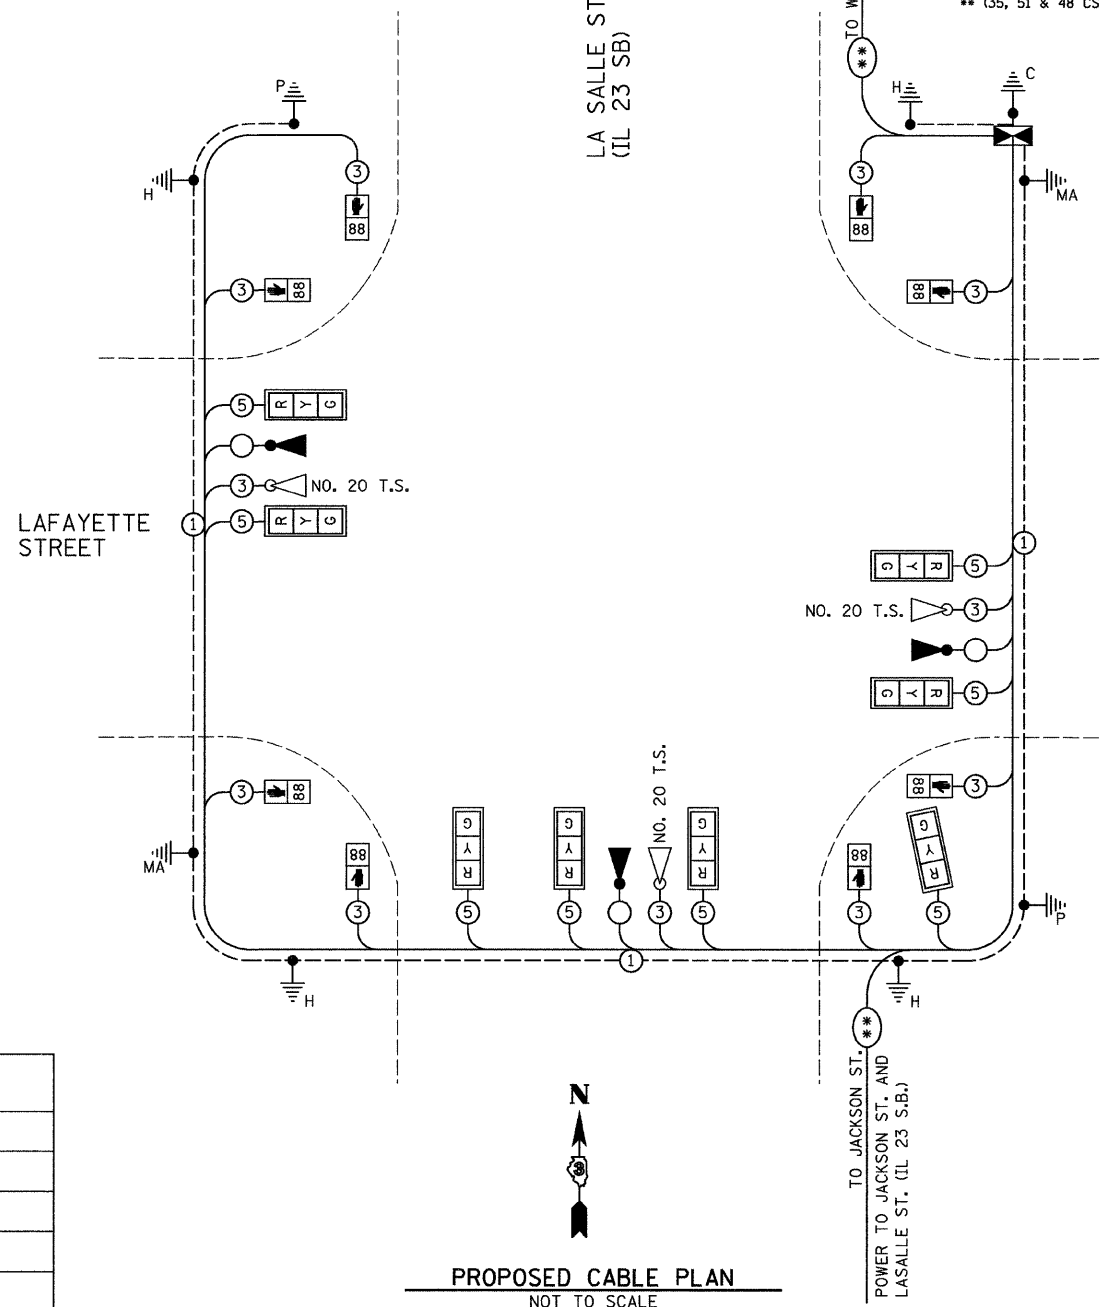 ** (35, 51 & 48 CS
TO W
**
LA SALLE ST
(IL 23 SB)
P
H
C
H
MA
3
88
3
88
3
88
3
88
5
R Y G
3
NO. 20 T.S.
5
R Y G
LAFAYETTE
STREET
1
1
G Y R
5
NO. 20 T.S.
3
G Y R
5
3
88
88
3
MA
88
3
G Y R
5
G Y R
5
NO. 20 T.S.
3
G Y R
5
88
3
G Y R
5
P
1
H
H
**
TO JACKSON ST.
POWER TO JACKSON ST. AND
LASALLE ST. (IL 23 S.B.)
N
3
PROPOSED CABLE PLAN
NOT TO SCALE